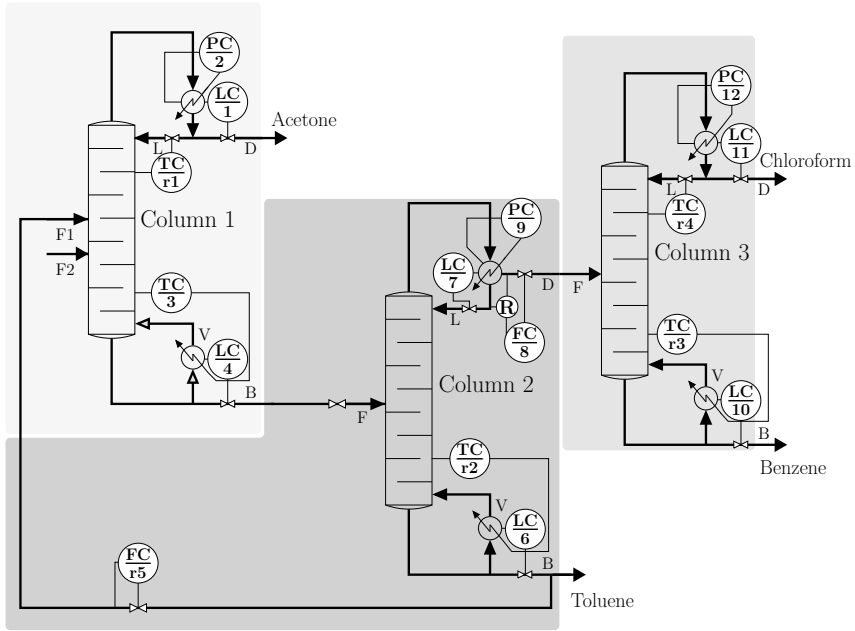 PC
2
LC
1
Acetone
L
D
TC
r1
Column 1
F1
F2
TC
3
V
LC
4
B
PC
9
LC
7
D
F
L
R
FC
8
Column 2
F
TC
r2
V
LC
6
B
Toluene
FC
r5
PC
12
LC
11
Chloroform
L
D
TC
r4
Column 3
TC
r3
V
LC
10
B
Benzene